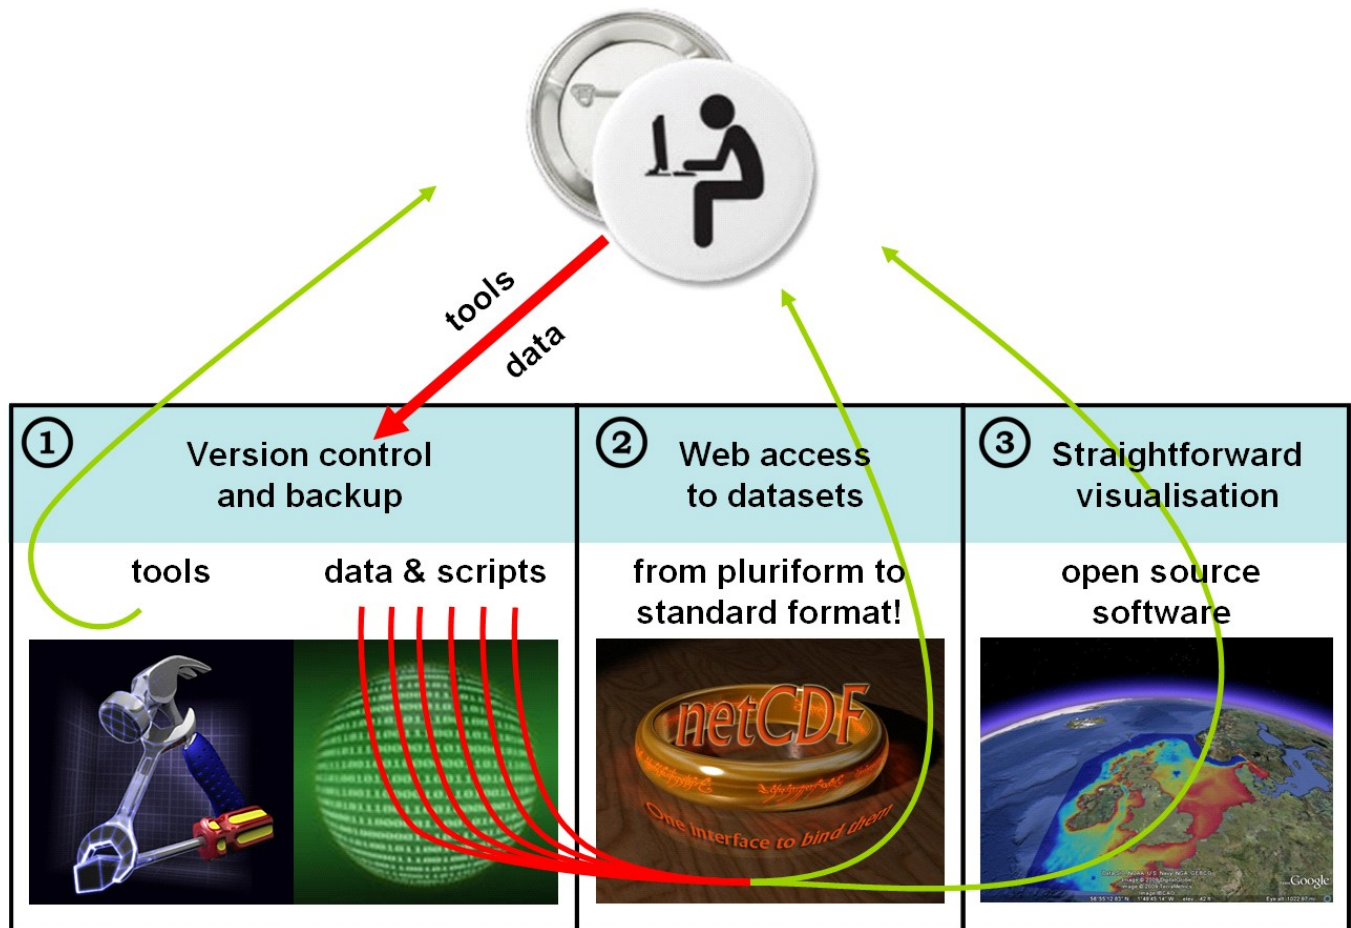 tools
data
1
Version control
and backup
2
Web access
to datasets
3
Straightforward
visualisation
tools
data & scripts
from pluriform to
standard format!
open source
software
netCDF
One interface to bind them
Google